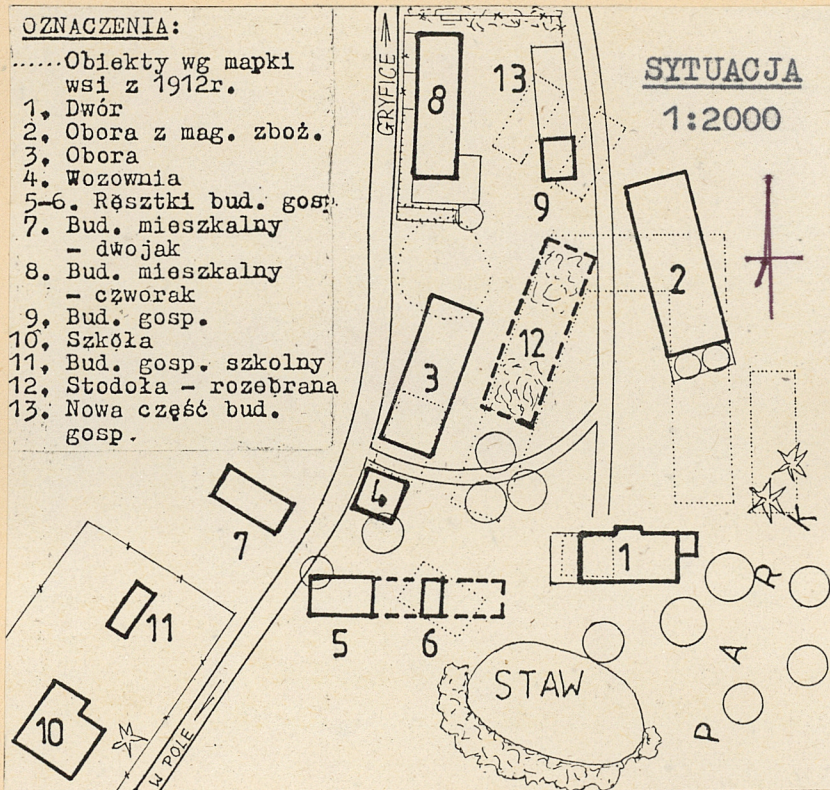 OZNACZENIA:
......Obiekty wg mapki
wsi z 1912r.
1. Dwór
2. Obora z mag. zboż.
3. Obora
4. Wozownia
5-6. Resztki bud. gosp.
7. Bud. mieszkalny
- dwojak
8. Bud. mieszkalny
- czworak
9. Bud. gosp.
10. Szkoła
11. Bud. gosp. szkolny
12. Stodoła - rozebrana
13. Nowa część bud.
gosp.
SYTUACJA
1:2000
GRYFICE
8
13
9
2
12
3
4
7
1
11
5
6
10
STAW
PARK
W POLE